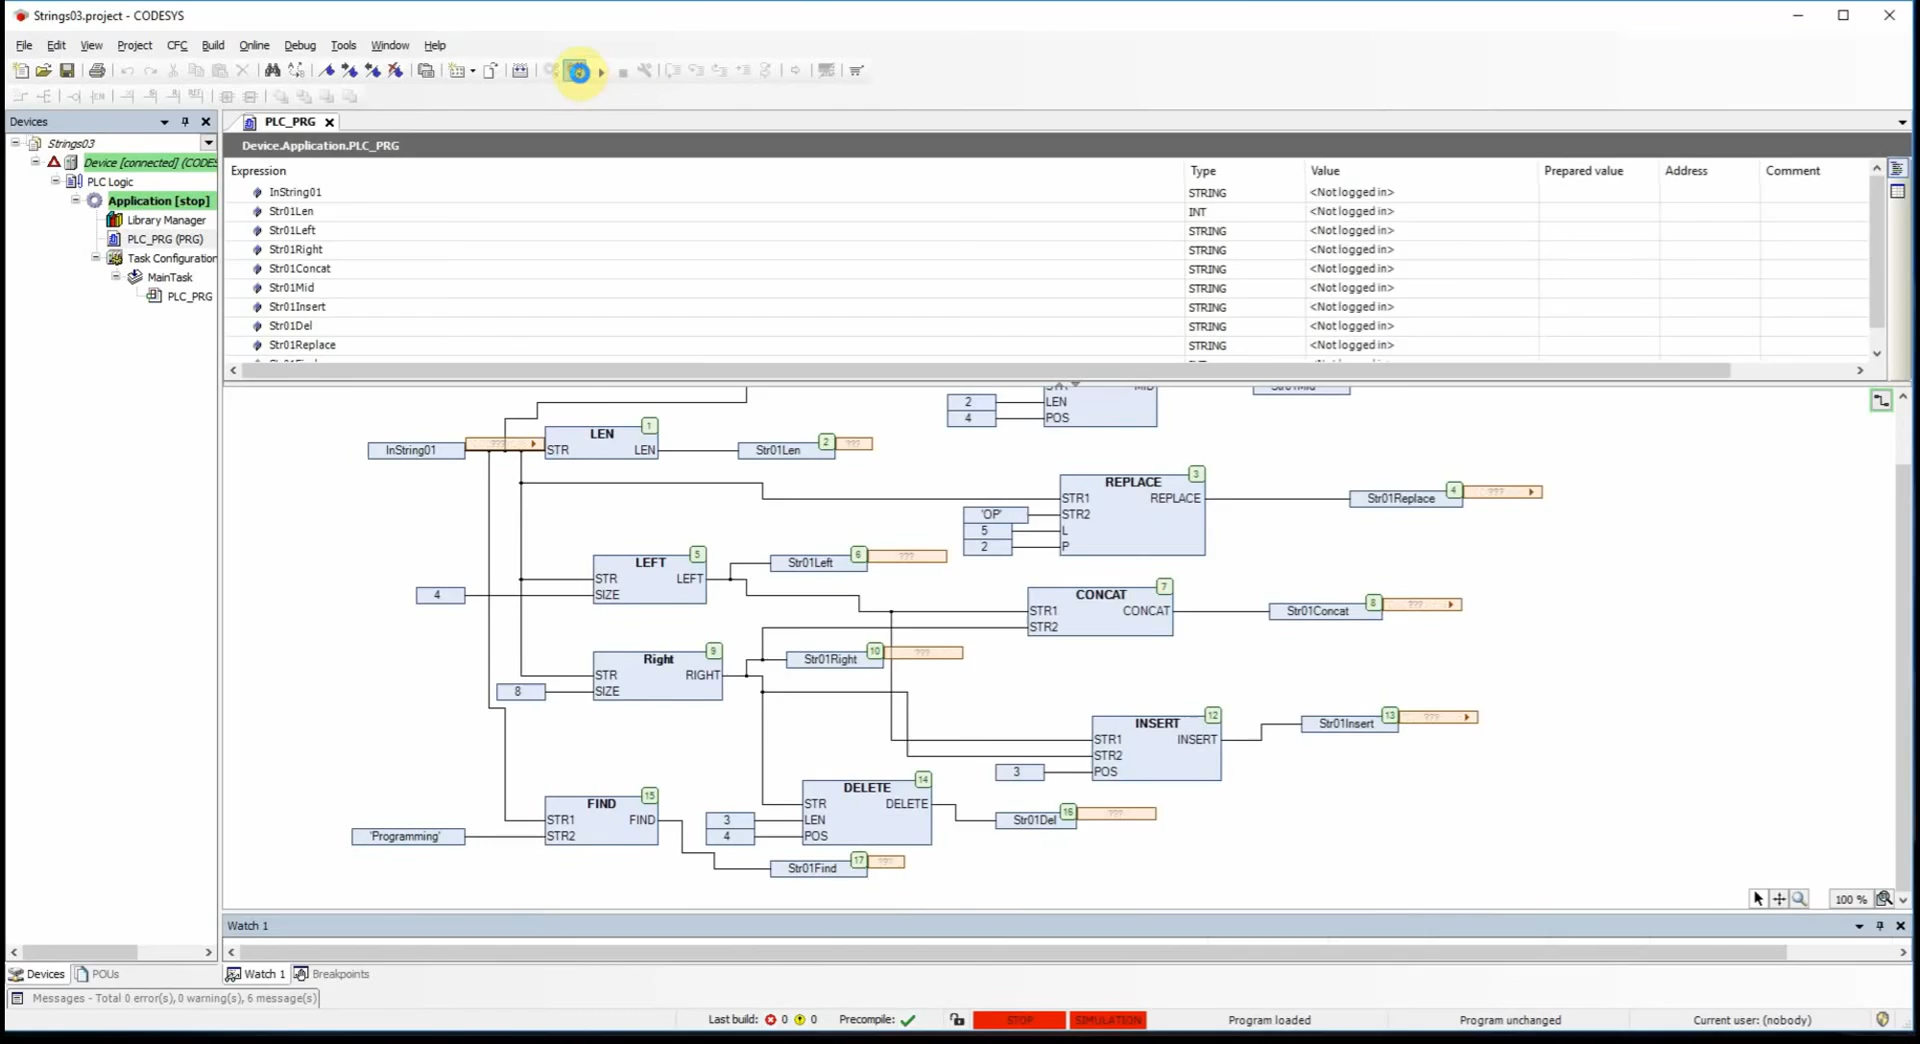 Strings03.project - CODESYS
File Edit View Project CFC Build Online Debug Tools Window Help
Devices
PLC_PRG
Strings03
Device [connected] (CODES
PLC Logic
Application [stop]
Library Manager
PLC_PRG (PRG)
Task Configuration
MainTask
PLC_PRG
Device.Application.PLC_PRG
Expression Type Value Prepared value Address Comment
InString01 STRING <Not logged in>
Str01Len INT <Not logged in>
Str01Left STRING <Not logged in>
Str01Right STRING <Not logged in>
Str01Concat STRING <Not logged in>
Str01Mid STRING <Not logged in>
Str01Insert STRING <Not logged in>
Str01Del STRING <Not logged in>
Str01Replace STRING <Not logged in>
MID Str01Mid
2 LEN
4 POS
LEN 1
InString01 ??? STR LEN Str01Len 2 ???
REPLACE 3
STR1 REPLACE Str01Replace 4 ???
'OP' STR2
5 L
2 P
LEFT 5
STR LEFT Str01Left 6 ???
4 SIZE
CONCAT 7
STR1 CONCAT Str01Concat 8 ???
STR2
Right 9
STR RIGHT Str01Right 10 ???
8 SIZE
INSERT 12
STR1 INSERT Str01Insert 13 ???
STR2
3 POS
DELETE 14
STR DELETE Str01Del 16 ???
3 LEN
4 POS
FIND 15
STR1 FIND
'Programming' STR2
Str01Find 17 ???
100 %
Watch 1
Devices POUs Watch 1 Breakpoints
Messages - Total 0 error(s), 0 warning(s), 6 message(s)
Last build: 0 0 Precompile: STOP SIMULATION Program loaded Program unchanged Current user: (nobody)